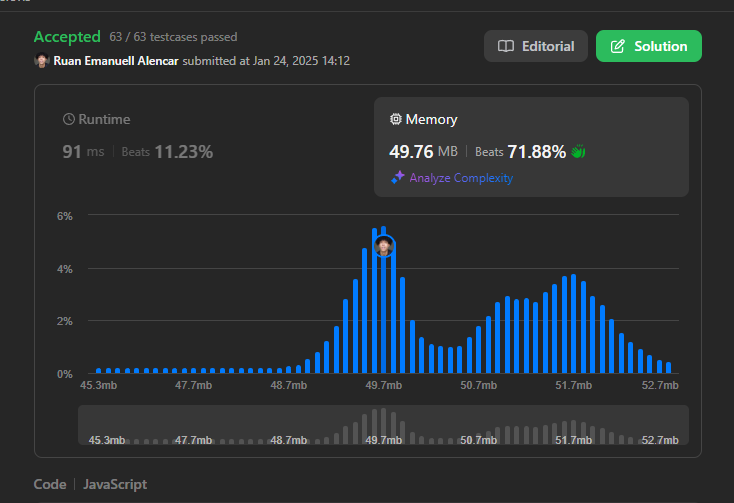 Accepted 63 / 63 testcases passed
Editorial
Solution
Ruan Emanuell Alencar submitted at Jan 24, 2025 14:12
Runtime
91 ms Beats 11.23%
Memory
49.76 MB Beats 71.88%
Analyze Complexity
6%
4%
2%
0%
45.3mb 47.7mb 48.7mb 49.7mb 50.7mb 51.7mb 52.7mb
45.3mb 47.7mb 48.7mb 49.7mb 50.7mb 51.7mb 52.7mb
Code JavaScript